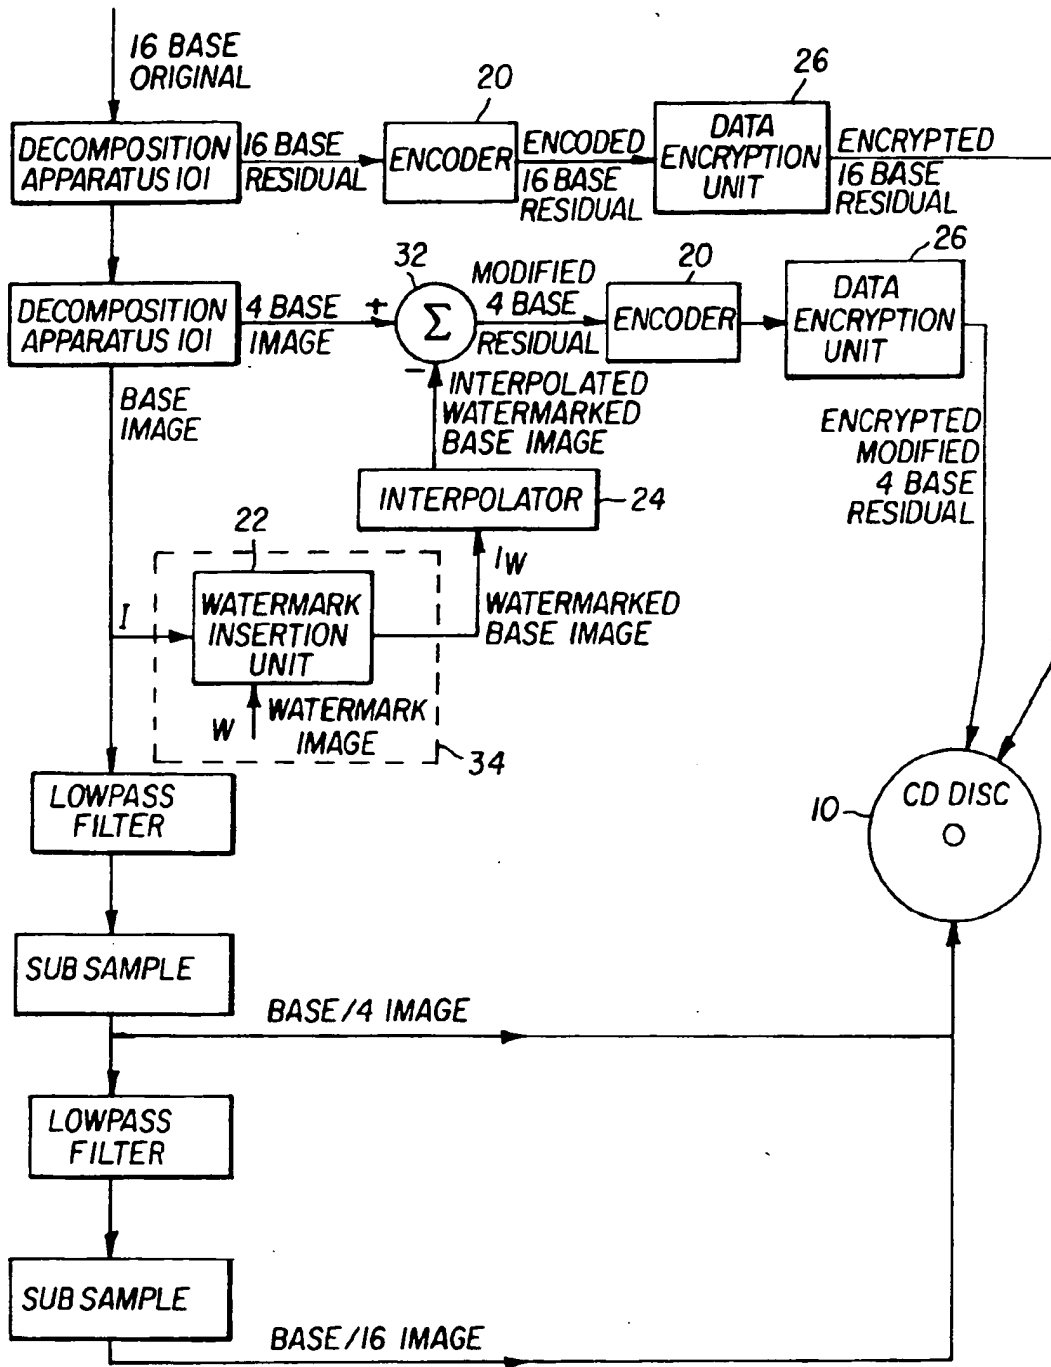 16 BASE
ORIGINAL
20
26
DECOMPOSITION
APPARATUS 101
16 BASE
RESIDUAL
ENCODER
ENCODED
16 BASE
RESIDUAL
DATA
ENCRYPTION
UNIT
ENCRYPTED
16 BASE
RESIDUAL
32
MODIFIED
4 BASE
RESIDUAL
20
26
DECOMPOSITION
APPARATUS 101
4 BASE
IMAGE
+
Σ
-
ENCODER
DATA
ENCRYPTION
UNIT
BASE
IMAGE
INTERPOLATED
WATERMARKED
BASE IMAGE
ENCRYPTED
MODIFIED
4 BASE
RESIDUAL
INTERPOLATOR
24
22
IW
WATERMARKED
BASE IMAGE
I
WATERMARK
INSERTION
UNIT
W
WATERMARK
IMAGE
34
LOWPASS
FILTER
10
CD DISC
SUB SAMPLE
BASE/4 IMAGE
LOWPASS
FILTER
SUB SAMPLE
BASE/16 IMAGE